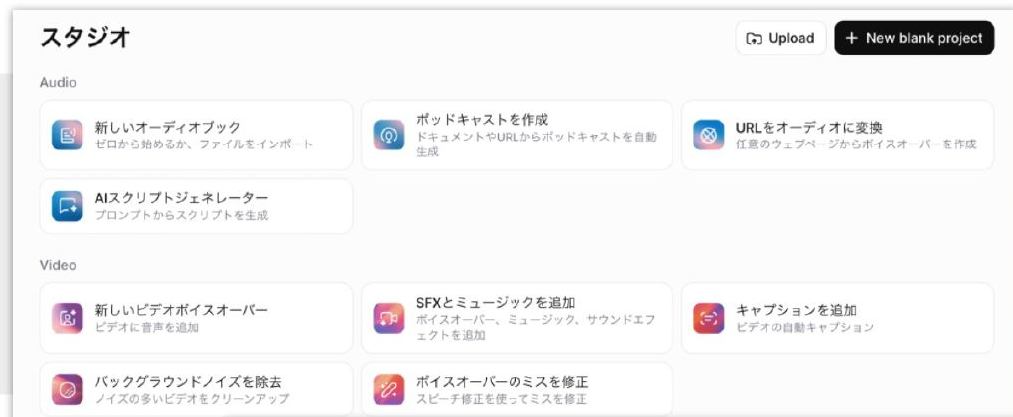 スタジオ
Upload
+ New blank project
Audio
新しいオーディオブック
ゼロから始めるか、ファイルをインポート
ポッドキャストを作成
ドキュメントやURLからポッドキャストを自動
生成
URLをオーディオに変換
任意のウェブページからボイスオーバーを作成
AIスクリプトジェネレーター
プロンプトからスクリプトを生成
Video
新しいビデオボイスオーバー
ビデオに音声を追加
SFXとミュージックを追加
ボイスオーバー、ミュージック、サウンドエフ
ェクトを追加
キャプションを追加
ビデオの自動キャプション
バックグラウンドノイズを除去
ノイズの多いビデオをクリーンアップ
ボイスオーバーのミスを修正
スピーチ修正を使ってミスを修正